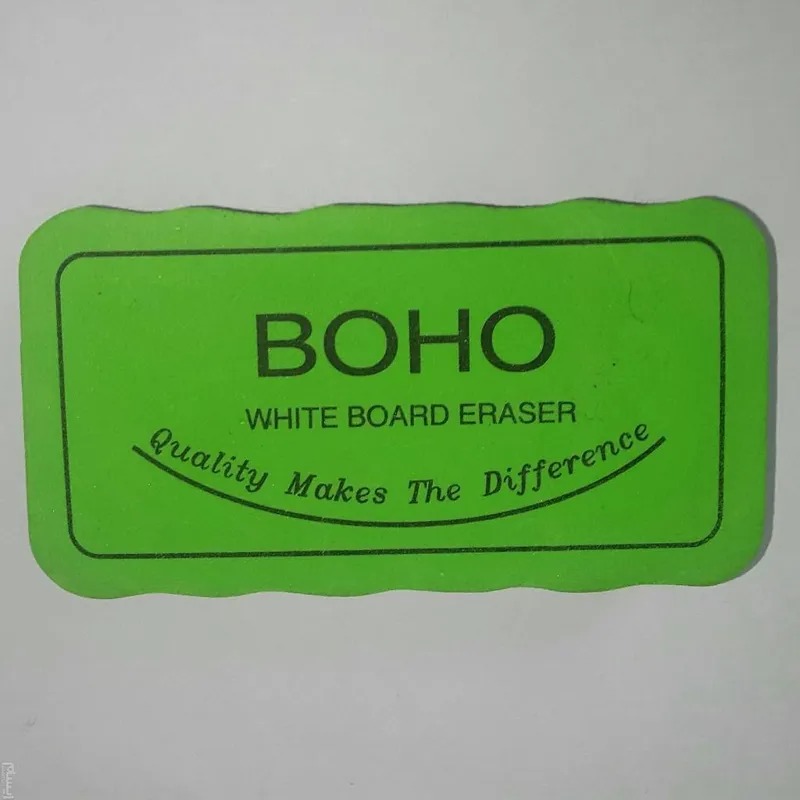 BOHO
WHITE BOARD ERASER
Quality Makes The Difference